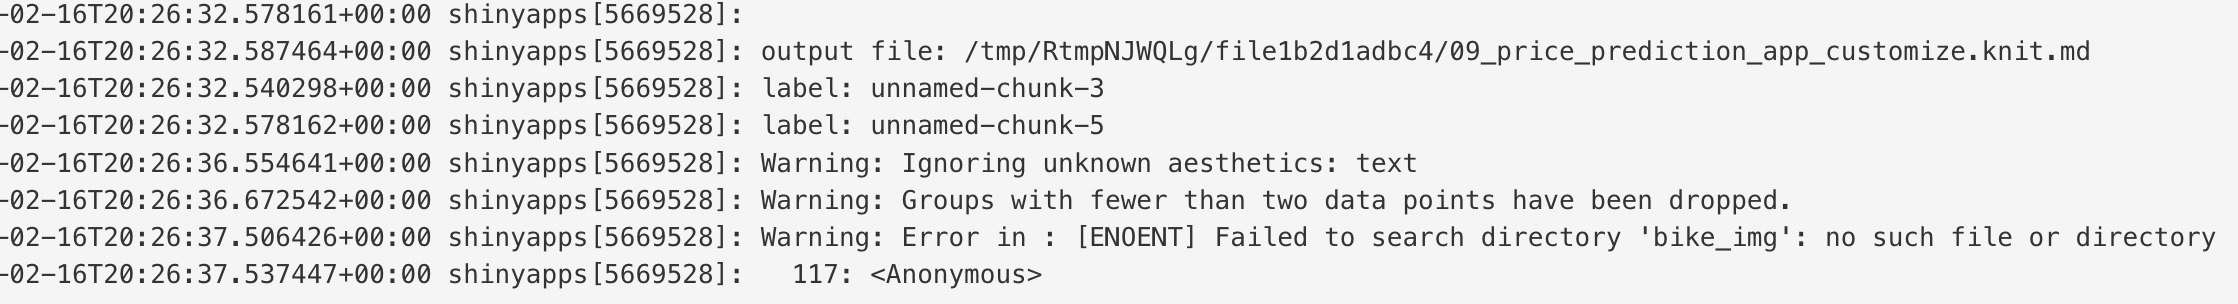 -02-16T20:26:32.578161+00:00 shinyapps[5669528]:
-02-16T20:26:32.587464+00:00 shinyapps[5669528]: output file: /tmp/RtmpNJWQLg/file1b2d1adbc4/09_price_prediction_app_customize.knit.md
-02-16T20:26:32.540298+00:00 shinyapps[5669528]: label: unnamed-chunk-3
-02-16T20:26:32.578162+00:00 shinyapps[5669528]: label: unnamed-chunk-5
-02-16T20:26:36.554641+00:00 shinyapps[5669528]: Warning: Ignoring unknown aesthetics: text
-02-16T20:26:36.672542+00:00 shinyapps[5669528]: Warning: Groups with fewer than two data points have been dropped.
-02-16T20:26:37.506426+00:00 shinyapps[5669528]: Warning: Error in : [ENOENT] Failed to search directory 'bike_img': no such file or directory
-02-16T20:26:37.537447+00:00 shinyapps[5669528]:   117: <Anonymous>